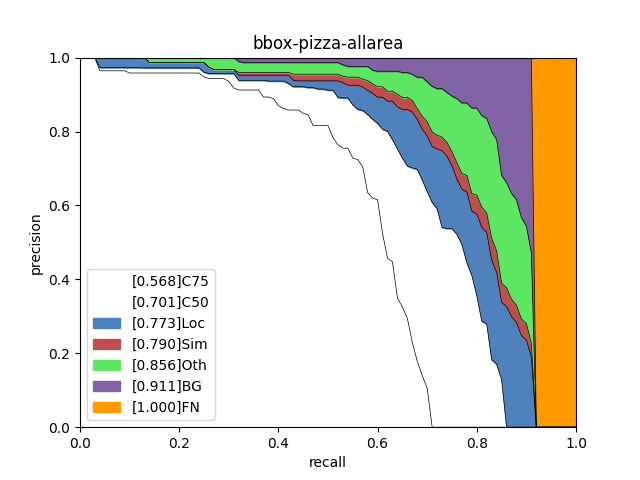 bbox-pizza-allarea
precision
1.0
0.8
0.6
0.4
0.2
0.0
[0.568]C75
[0.701]C50
[0.773]Loc
[0.790]Sim
[0.856]Oth
[0.911]BG
[1.000]FN
0.0 0.2 0.4 0.6 0.8 1.0
recall